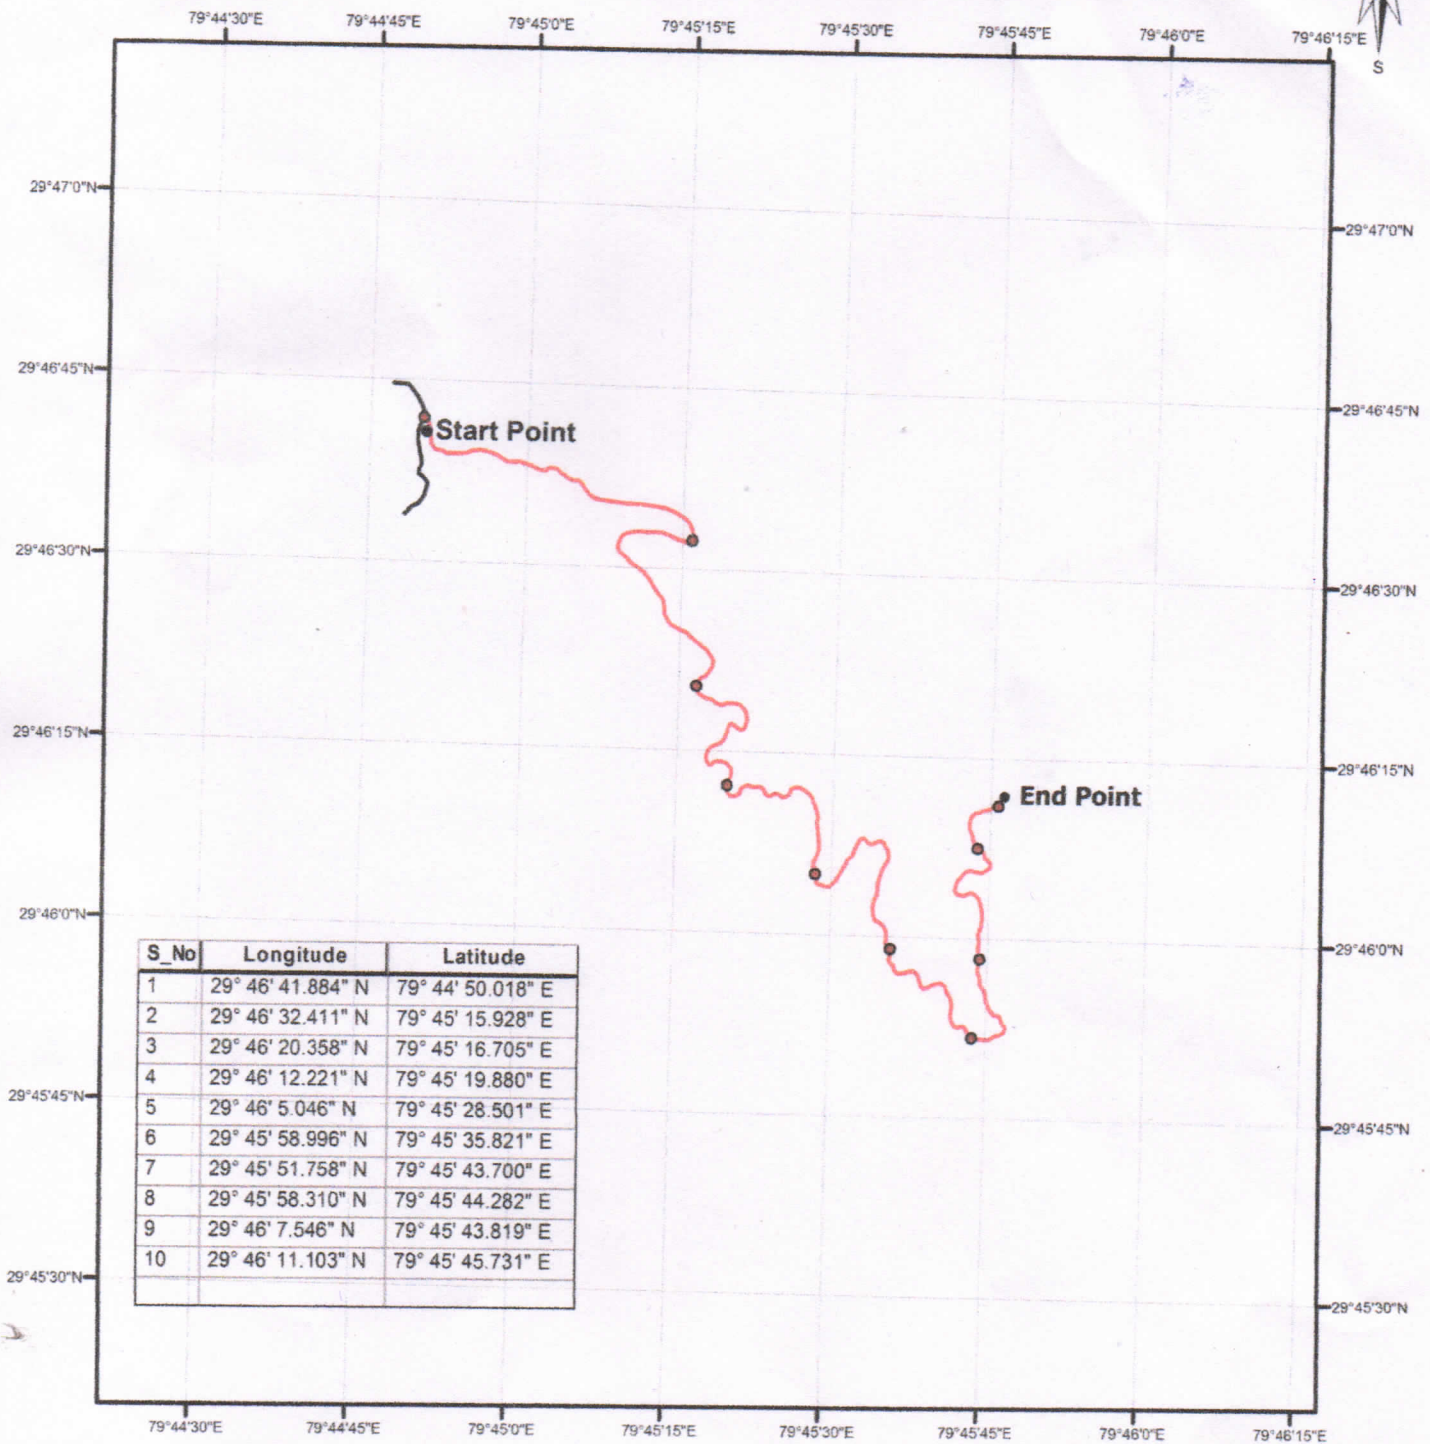 79°44'30"E 79°44'45"E 79°45'0"E 79°45'15"E 79°45'30"E 79°45'45"E 79°46'0"E 79°46'15"E
S
29°47'0"N 29°47'0"N
29°46'45"N 29°46'45"N
Start Point
29°46'30"N 29°46'30"N
29°46'15"N 29°46'15"N
End Point
29°46'0"N 29°46'0"N
S_No Longitude Latitude
1 29° 46' 41.884" N 79° 44' 50.018" E
2 29° 46' 32.411" N 79° 45' 15.928" E
3 29° 46' 20.358" N 79° 45' 16.705" E
4 29° 46' 12.221" N 79° 45' 19.880" E
5 29° 46' 5.046" N 79° 45' 28.501" E
6 29° 45' 58.996" N 79° 45' 35.821" E
7 29° 45' 51.758" N 79° 45' 43.700" E
8 29° 45' 58.310" N 79° 45' 44.282" E
9 29° 46' 7.546" N 79° 45' 43.819" E
10 29° 46' 11.103" N 79° 45' 45.731" E
29°45'45"N 29°45'45"N
29°45'30"N 29°45'30"N
79°44'30"E 79°44'45"E 79°45'0"E 79°45'15"E 79°45'30"E 79°45'45"E 79°46'0"E 79°46'15"E